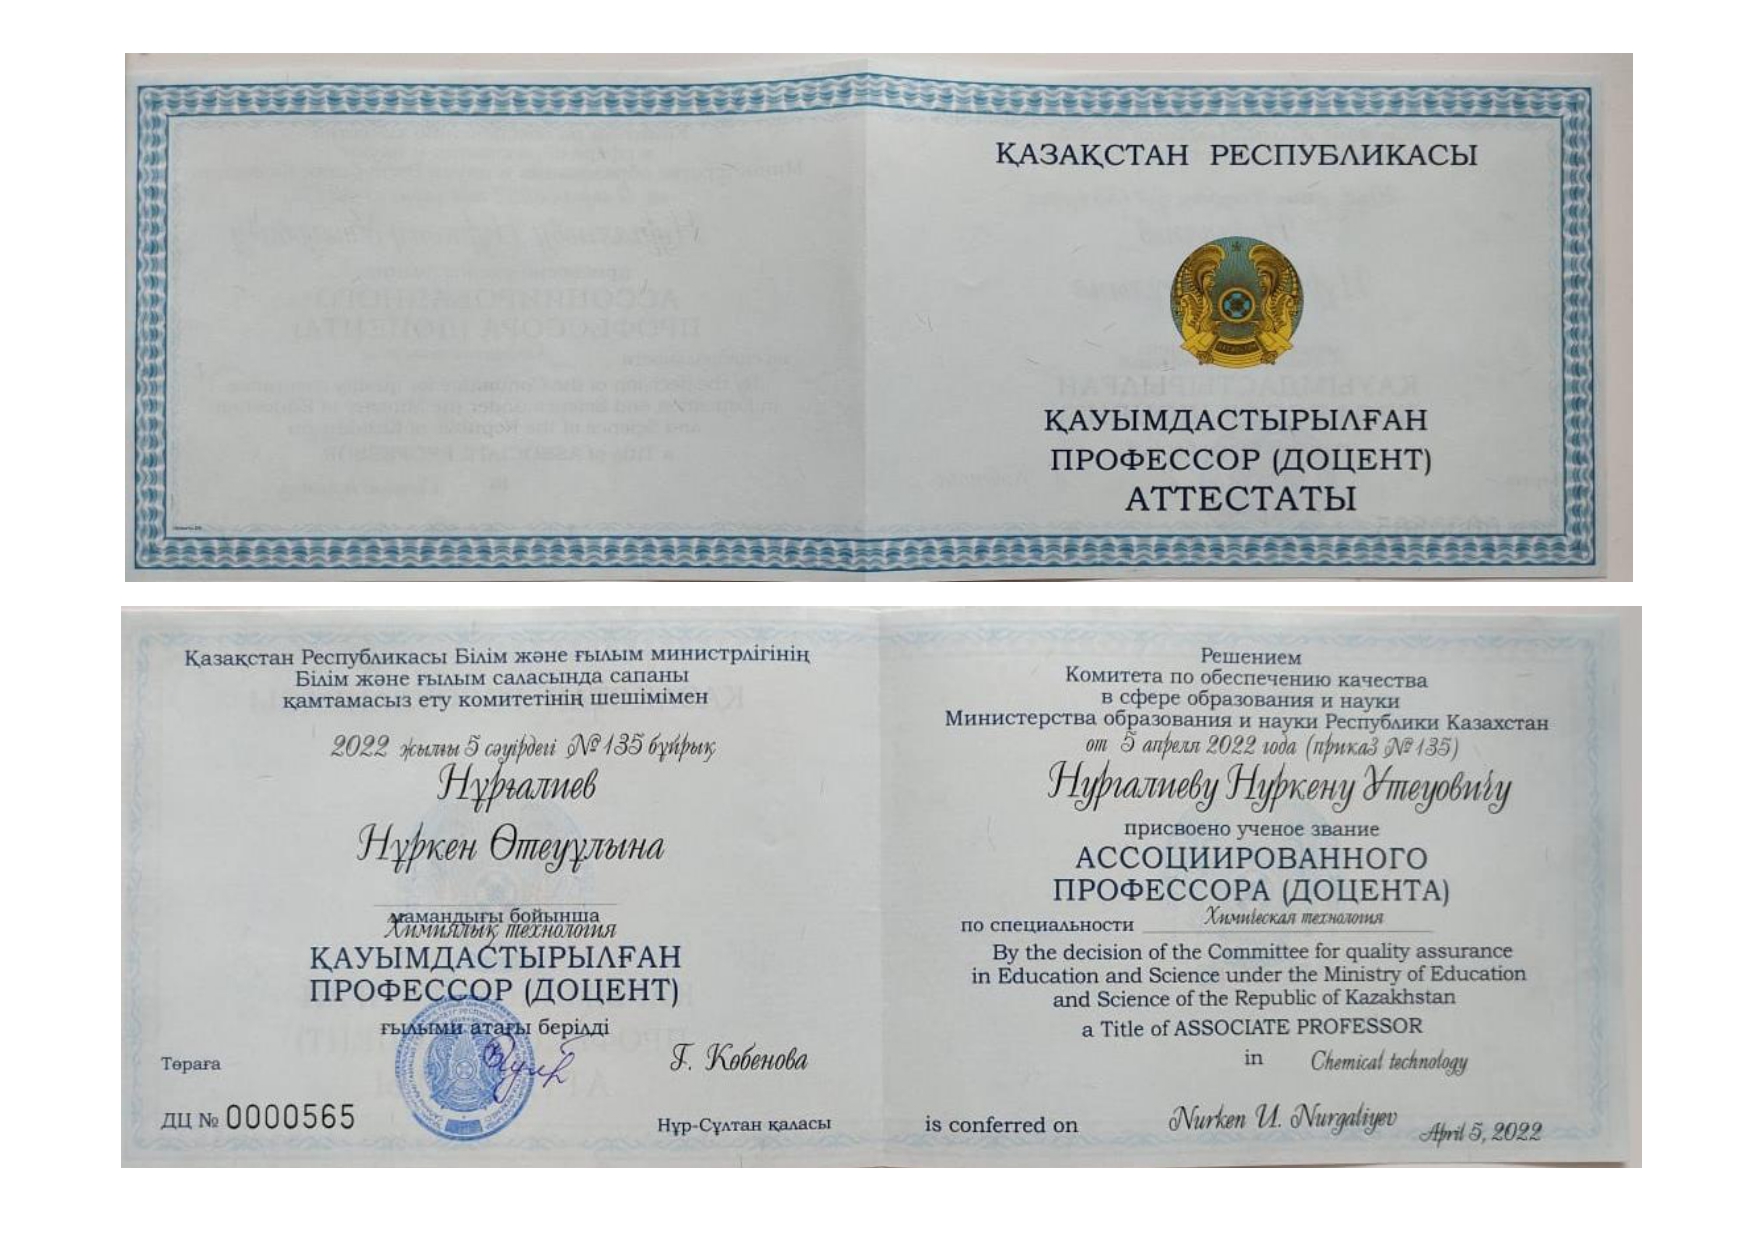 ҚАЗАҚСТАН РЕСПУБЛИКАСЫ
ҚАУЫМДАСТЫРЫЛҒАН
ПРОФЕССОР (ДОЦЕНТ)
АТТЕСТАТЫ
Қазақстан Республикасы Білім және ғылым министрлігінің
Білім және ғылым саласында сапаны
қамтамасыз ету комитетінің шешімімен
2022 жылғы 5 сәуірдегі №135 бұйрық
Нұрғалиев
Нұркен Өтеуұлына
мамандығы бойынша
Химиялық технология
ҚАУЫМДАСТЫРЫЛҒАН
ПРОФЕССОР (ДОЦЕНТ)
ғылыми атағы берілді
Төраға
Г. Көбенова
ДЦ № 0000565
Нұр-Сұлтан қаласы
Решением
Комитета по обеспечению качества
в сфере образования и науки
Министерства образования и науки Республики Казахстан
от 5 апреля 2022 года (приказ №135)
Нургалиеву Нуркену Утеуовичу
присвоено ученое звание
АССОЦИИРОВАННОГО
ПРОФЕССОРА (ДОЦЕНТА)
по специальности Химическая технология
By the decision of the Committee for quality assurance
in Education and Science under the Ministry of Education
and Science of the Republic of Kazakhstan
a Title of ASSOCIATE PROFESSOR
in Chemical technology
is conferred on Nurken U. Nurgaliyev April 5, 2022